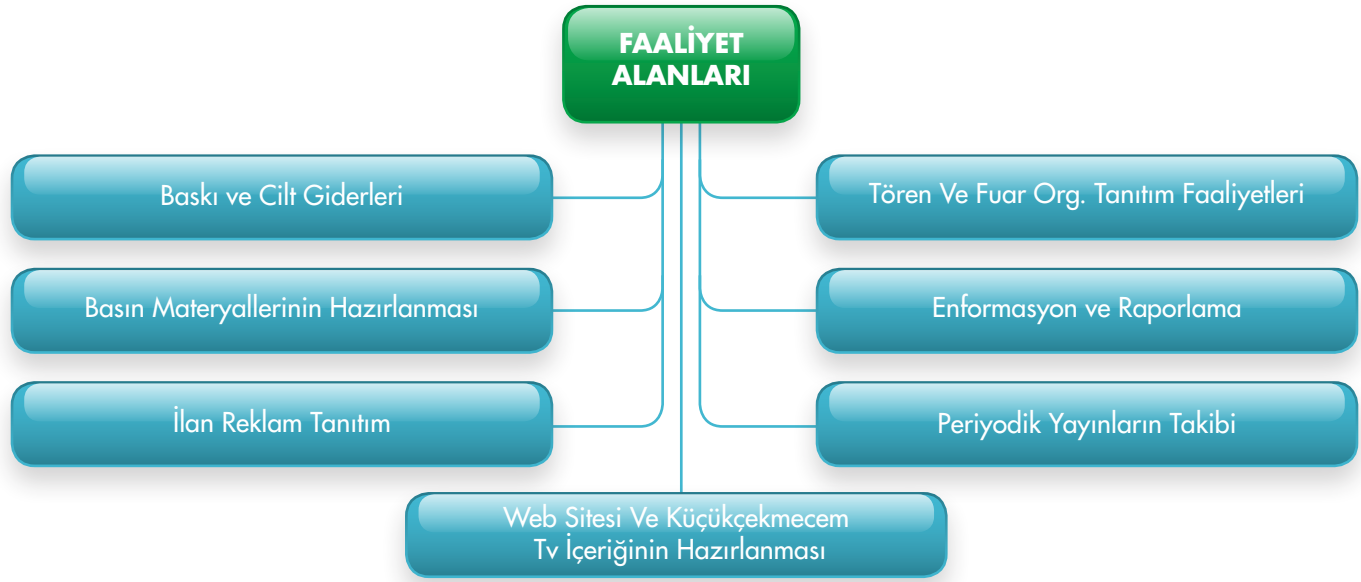 FAALİYET
ALANLARI
Baskı ve Cilt Giderleri
Tören Ve Fuar Org. Tanıtım Faaliyetleri
Basın Materyallerinin Hazırlanması
Enformasyon ve Raporlama
İlan Reklam Tanıtım
Periyodik Yayınların Takibi
Web Sitesi Ve Küçükçekmecem
Tv İçeriğinin Hazırlanması